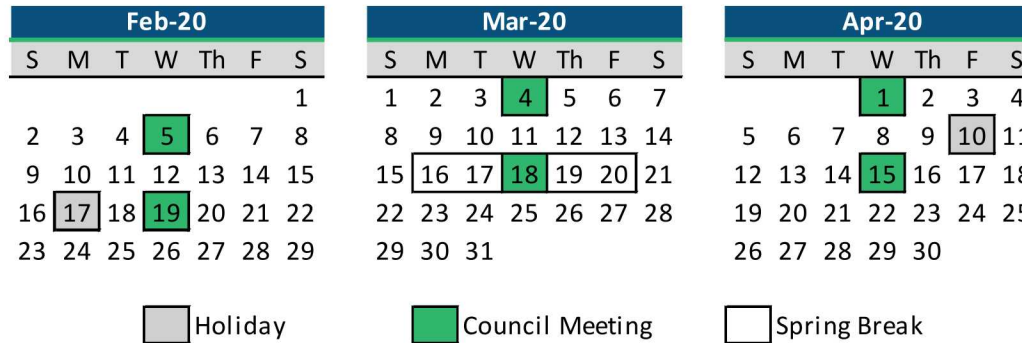 Feb-20
S M T W Th F S
1
2 3 4 5 6 7 8
9 10 11 12 13 14 15
16 17 18 19 20 21 22
23 24 25 26 27 28 29
Mar-20
S M T W Th F S
1 2 3 4 5 6 7
8 9 10 11 12 13 14
15 16 17 18 19 20 21
22 23 24 25 26 27 28
29 30 31
Apr-20
S M T W Th F S
1 2 3 4
5 6 7 8 9 10 11
12 13 14 15 16 17 18
19 20 21 22 23 24 25
26 27 28 29 30
Holiday
Council Meeting
Spring Break